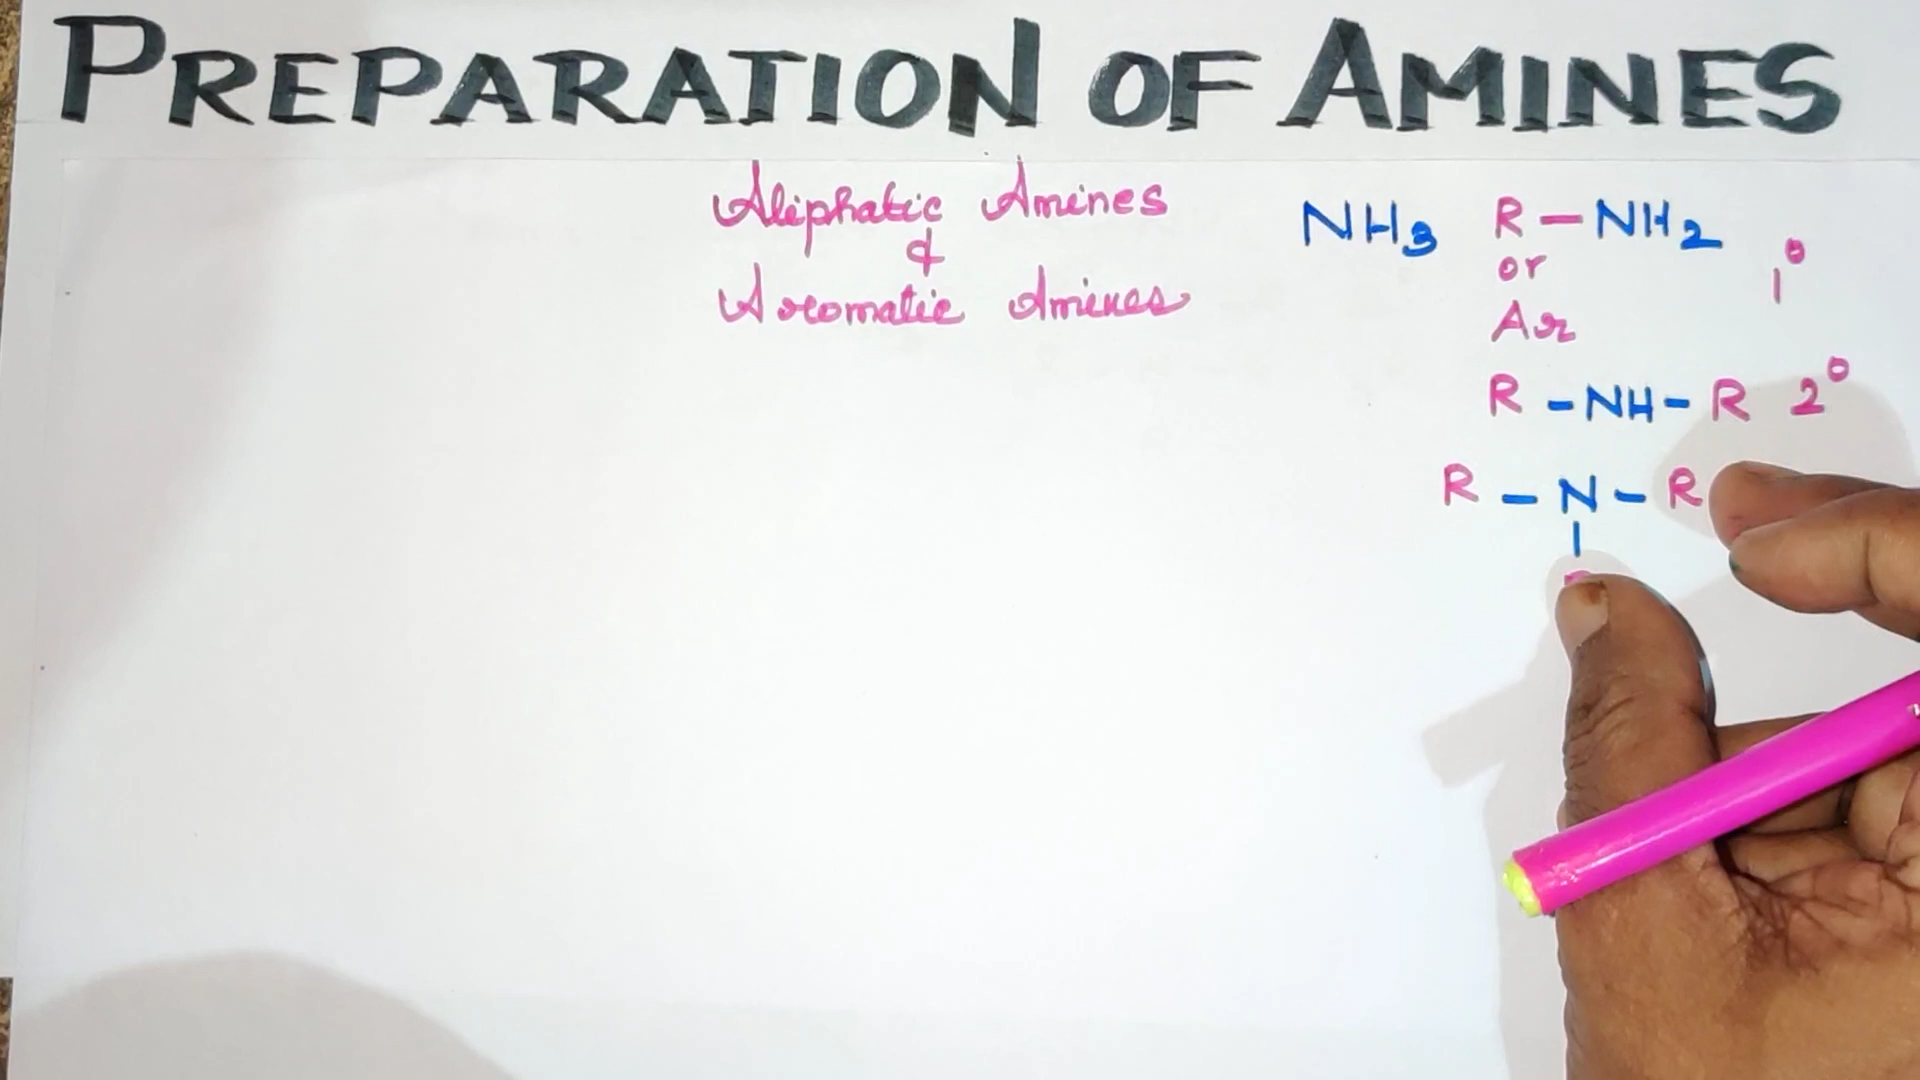 PREPARATION OF AMINES
Aliphatic Amines
&
Aromatic Amines
NH3 R-NH2
or 1°
Ar
R-NH-R 2°
R-N-R